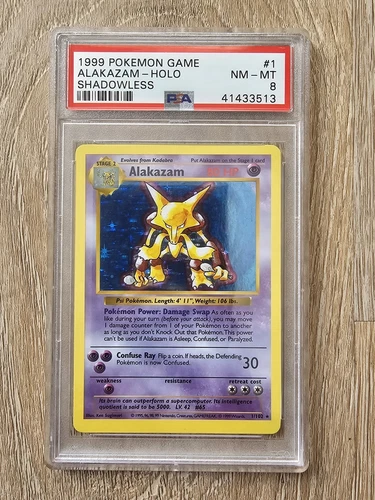 1999 POKEMON GAME #1
ALAKAZAM - HOLO NM - MT
SHADOWLESS 8
PSA 41433513
STAGE 2 Evolves from Kadabra Put Alakazam on the Stage 1 card
Alakazam 80 HP
Psi Pokémon. Length: 4' 11", Weight: 106 lbs.
Pokémon Power: Damage Swap As often as you
like during your turn (before your attack), you may move
1 damage counter from 1 of your Pokémon to another
as long as you don't Knock Out that Pokémon. This power
can't be used if Alakazam is Asleep, Confused, or Paralyzed.
Confuse Ray Flip a coin. If heads, the Defending
Pokémon is now Confused. 30
weakness resistance retreat cost
Its brain can outperform a supercomputer. Its intelligence
quotient is said to be 5000. LV. 42 #65
Illus. Ken Sugimori 1/102